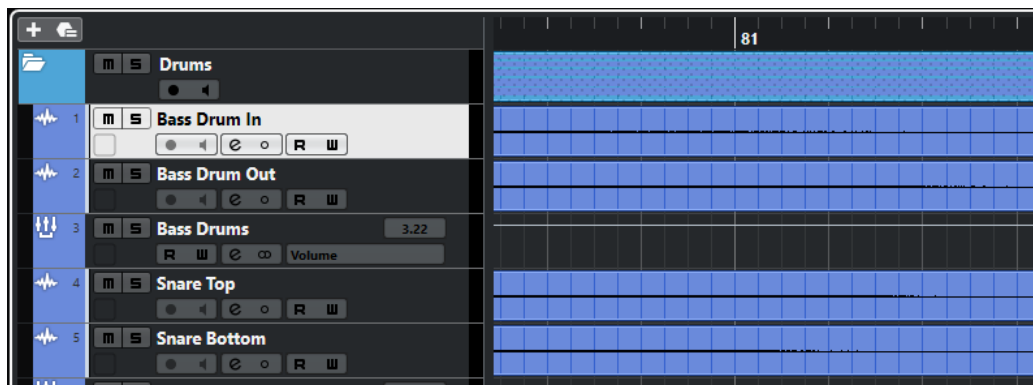 81
m S Drums
1 m S Bass Drum In
e R W
2 m S Bass Drum Out
e R W
3 m S Bass Drums 3.22
R W e Volume
4 m S Snare Top
e R W
5 m S Snare Bottom
e R W